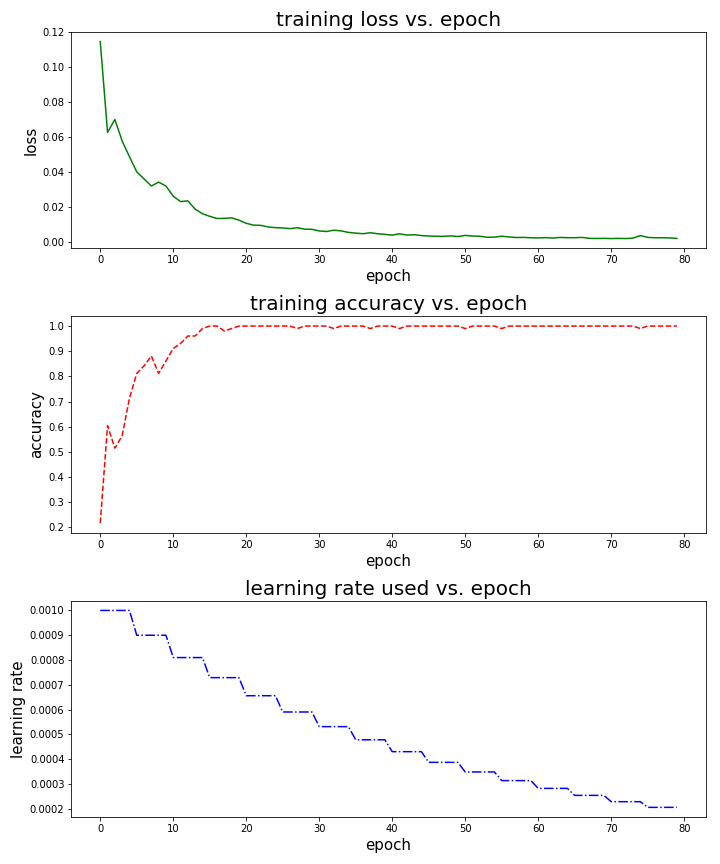 training loss vs. epoch
0.12
0.10
0.08
0.06
0.04
0.02
0.00
loss
0 10 20 30 40 50 60 70 80
epoch
training accuracy vs. epoch
1.0
0.9
0.8
0.7
0.6
0.5
0.4
0.3
0.2
accuracy
0 10 20 30 40 50 60 70 80
epoch
learning rate used vs. epoch
0.0010
0.0009
0.0008
0.0007
0.0006
0.0005
0.0004
0.0003
0.0002
learning rate
0 10 20 30 40 50 60 70 80
epoch